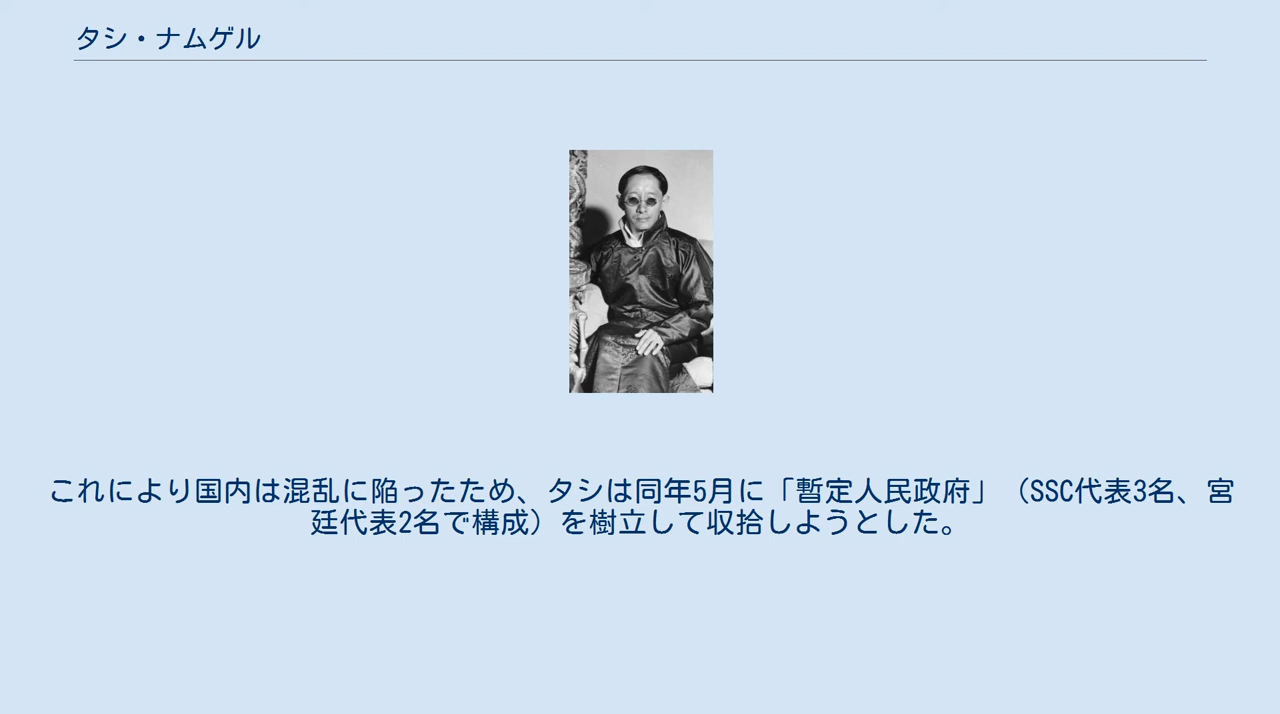 タシ・ナムゲル
これにより国内は混乱に陥ったため、タシは同年5月に「暫定人民政府」（SSC代表3名、宮
廷代表2名で構成）を樹立して収拾しようとした。